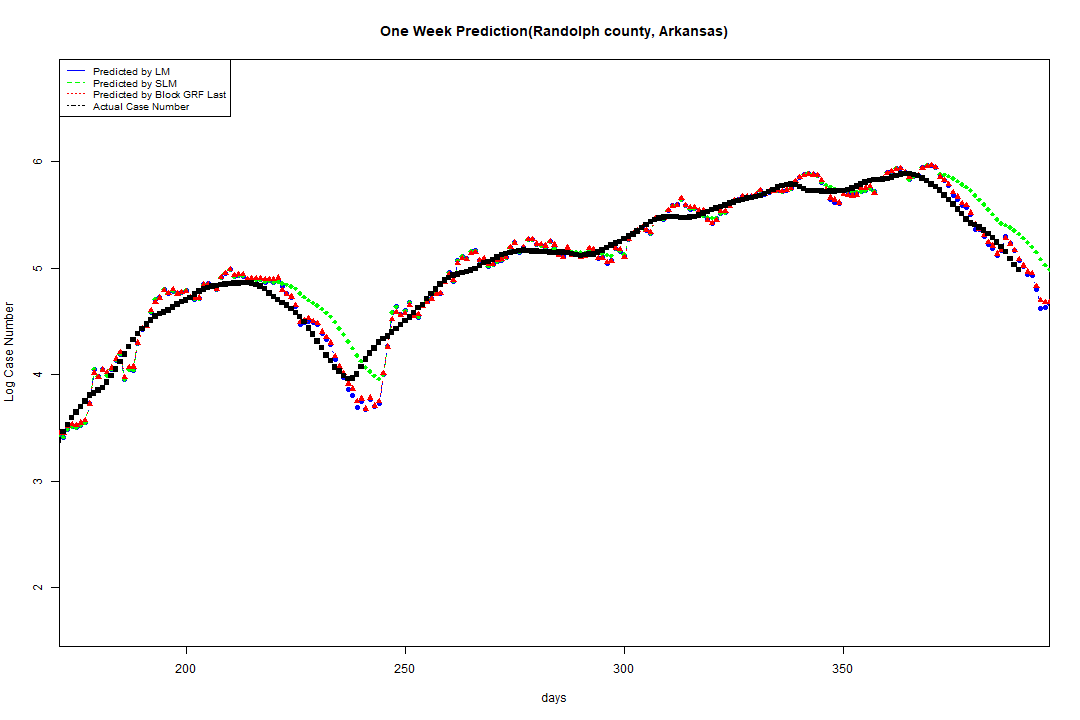 One Week Prediction(Randolph county, Arkansas)
Predicted by LM
Predicted by SLM
Predicted by Block GRF Last
Actual Case Number
6
5
4
3
2
Log Case Number
200
250
300
350
days